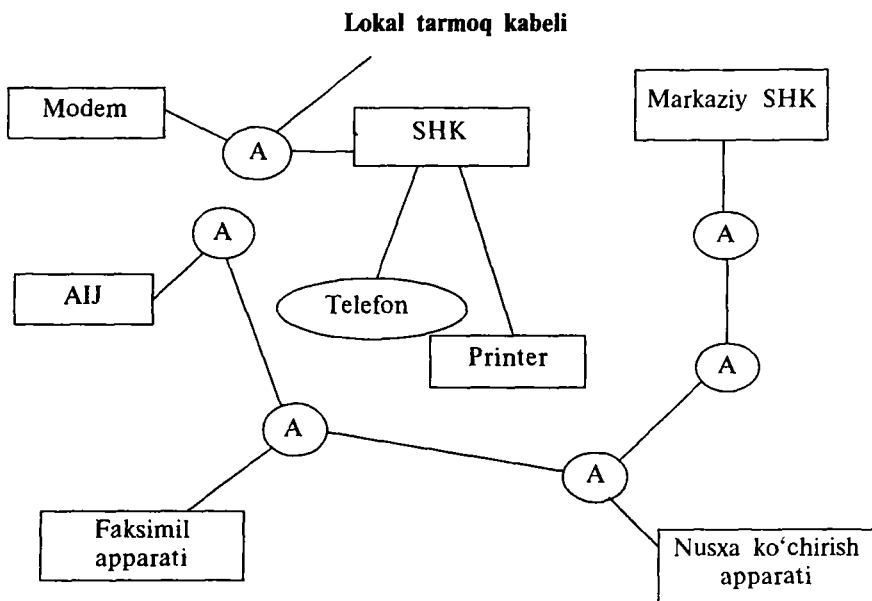 Lokal tarmoq kabeli
Modem
SHK
Markaziy SHK
A
A
A
AIJ
Telefon
Printer
A
A
A
Faksimil
apparati
Nusxa ko‘chirish
apparati